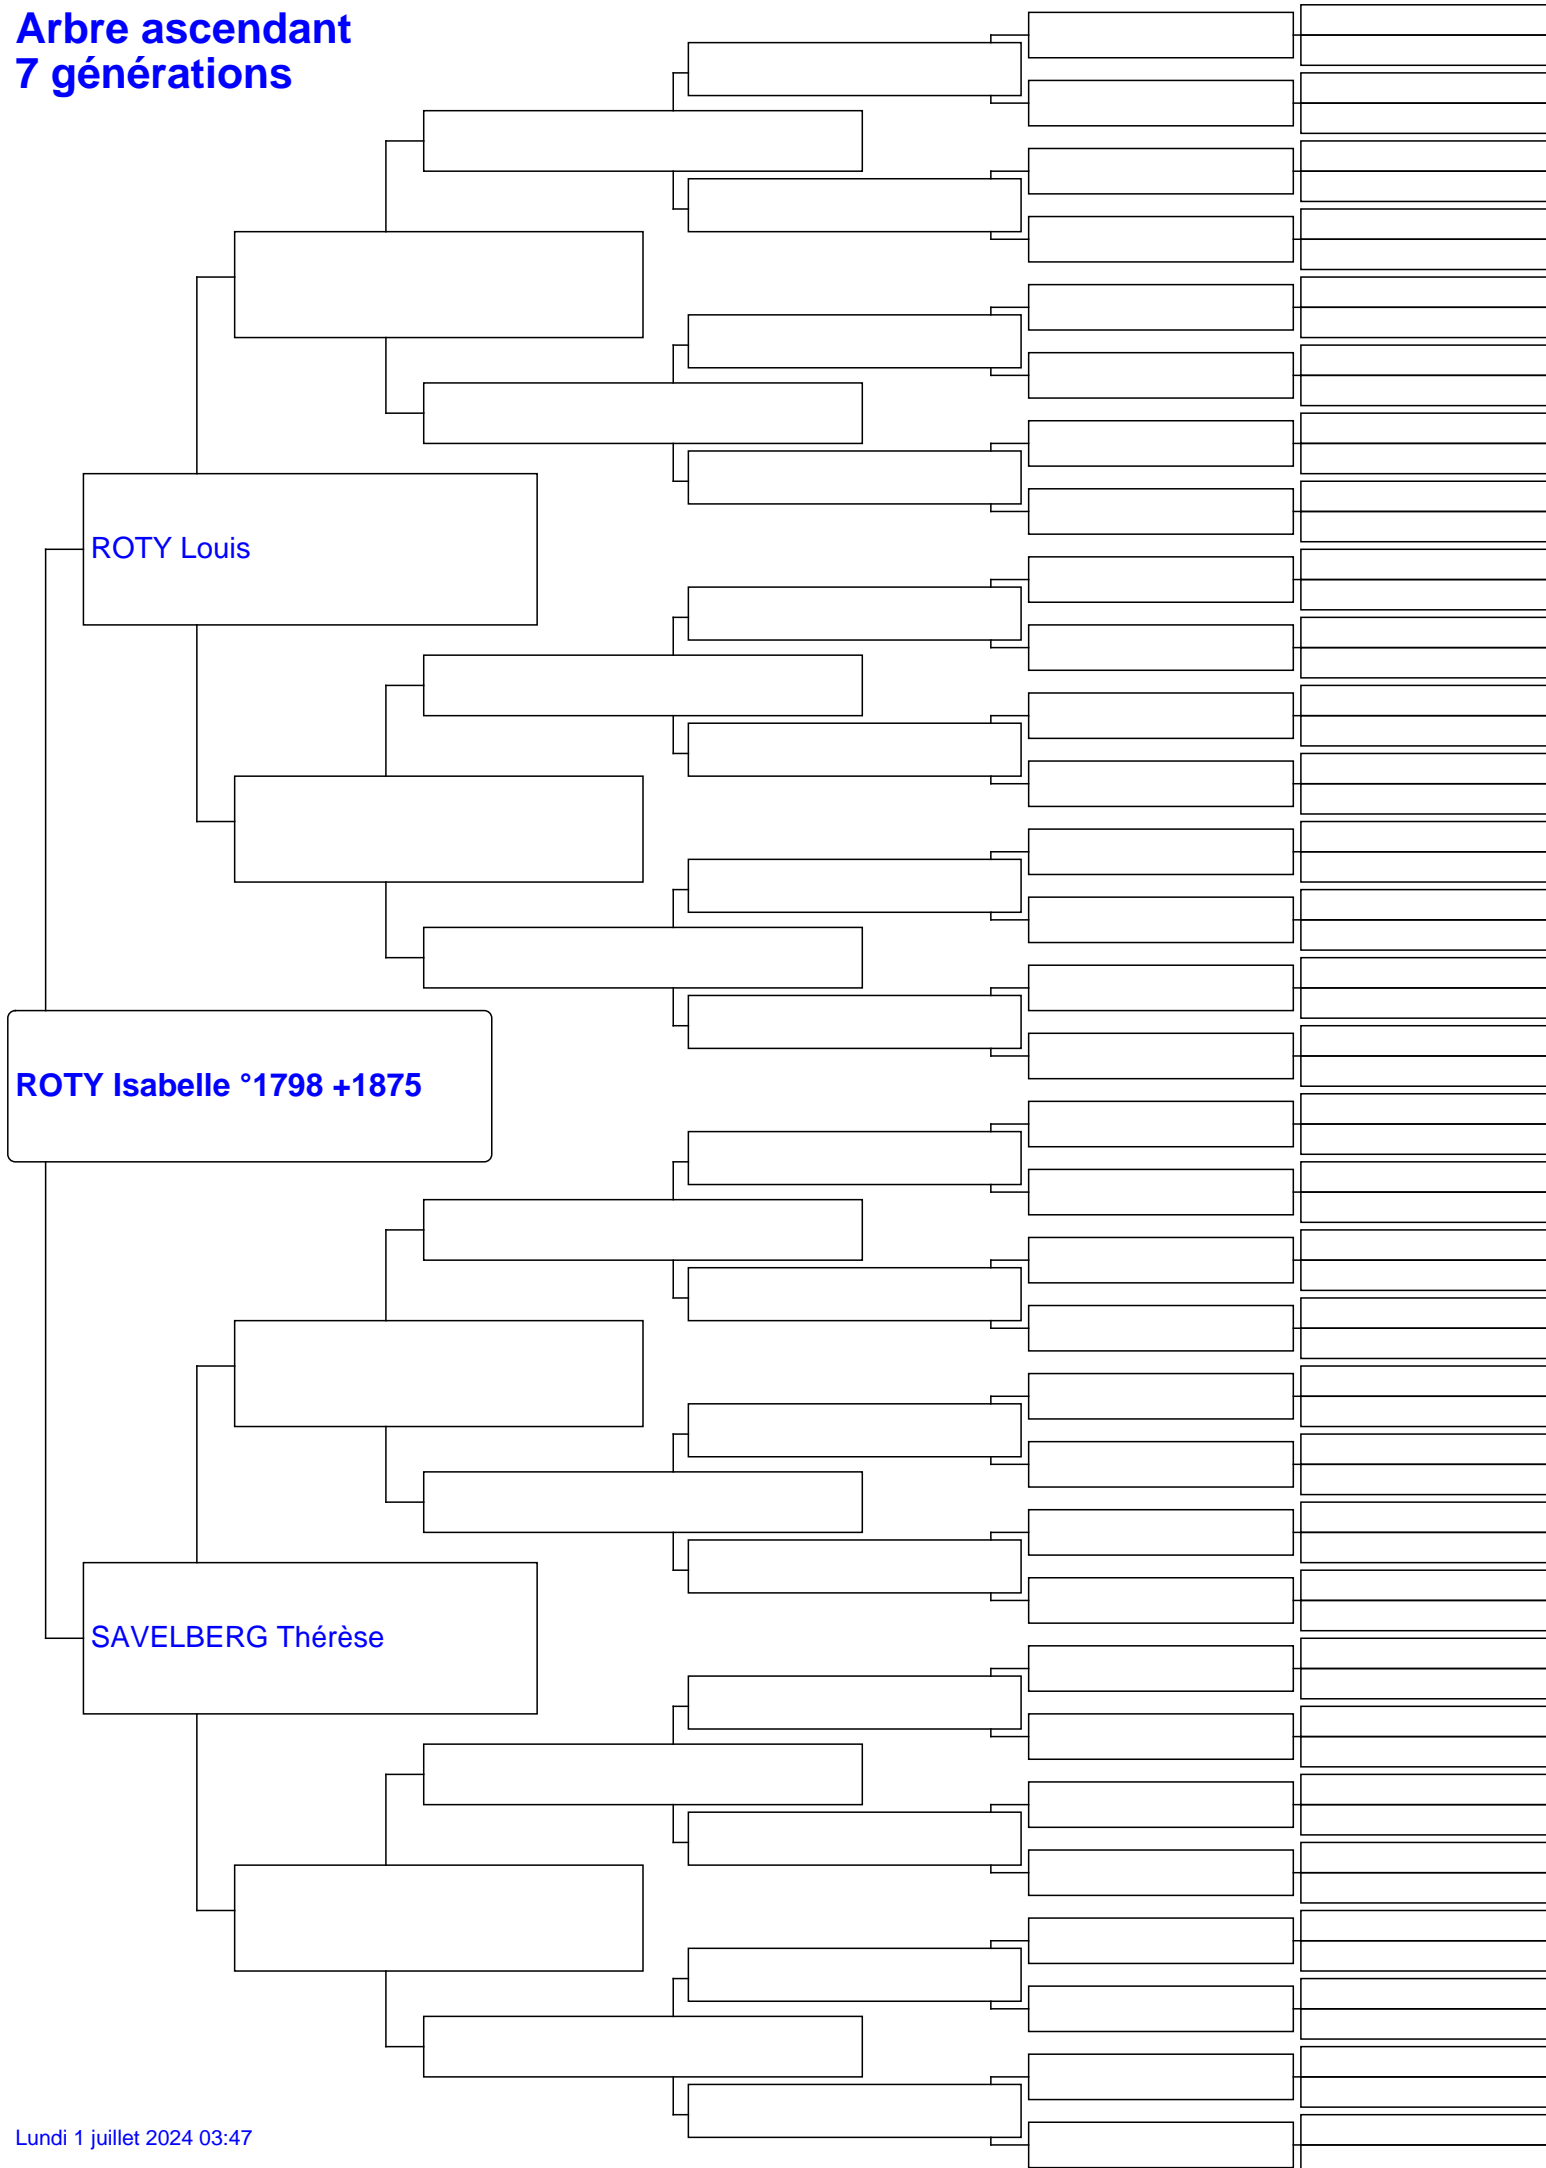 Arbre ascendant
7 générations
ROTY Louis
ROTY Isabelle °1798 +1875
SAVELBERG Thérèse
Lundi 1 juillet 2024 03:47